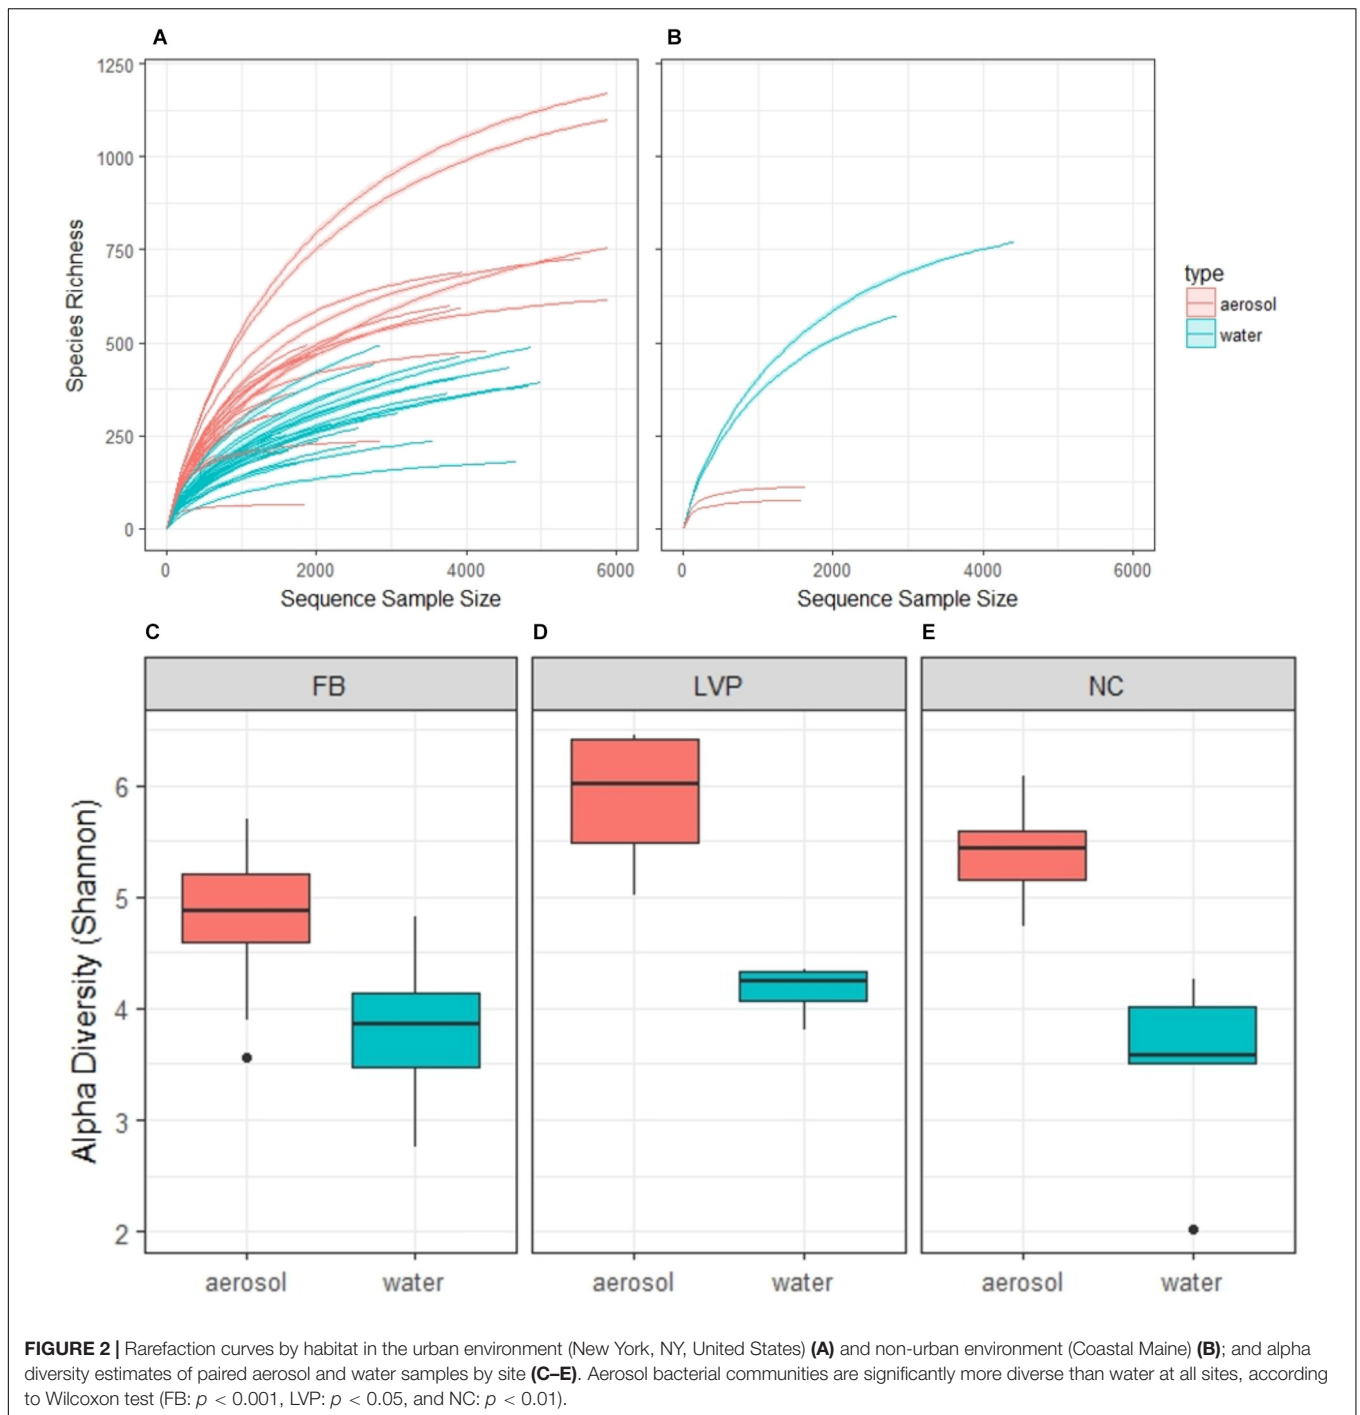 A
B
1250
1000
750
500
250
0
Species Richness
0 2000 4000 6000
0 2000 4000 6000
Sequence Sample Size
Sequence Sample Size
type
aerosol
water
C
D
E
FB
LVP
NC
6
5
4
3
2
Alpha Diversity (Shannon)
aerosol water
aerosol water
aerosol water
FIGURE 2 | Rarefaction curves by habitat in the urban environment (New York, NY, United States) (A) and non-urban environment (Coastal Maine) (B); and alpha
diversity estimates of paired aerosol and water samples by site (C–E). Aerosol bacterial communities are significantly more diverse than water at all sites, according
to Wilcoxon test (FB: p < 0.001, LVP: p < 0.05, and NC: p < 0.01).